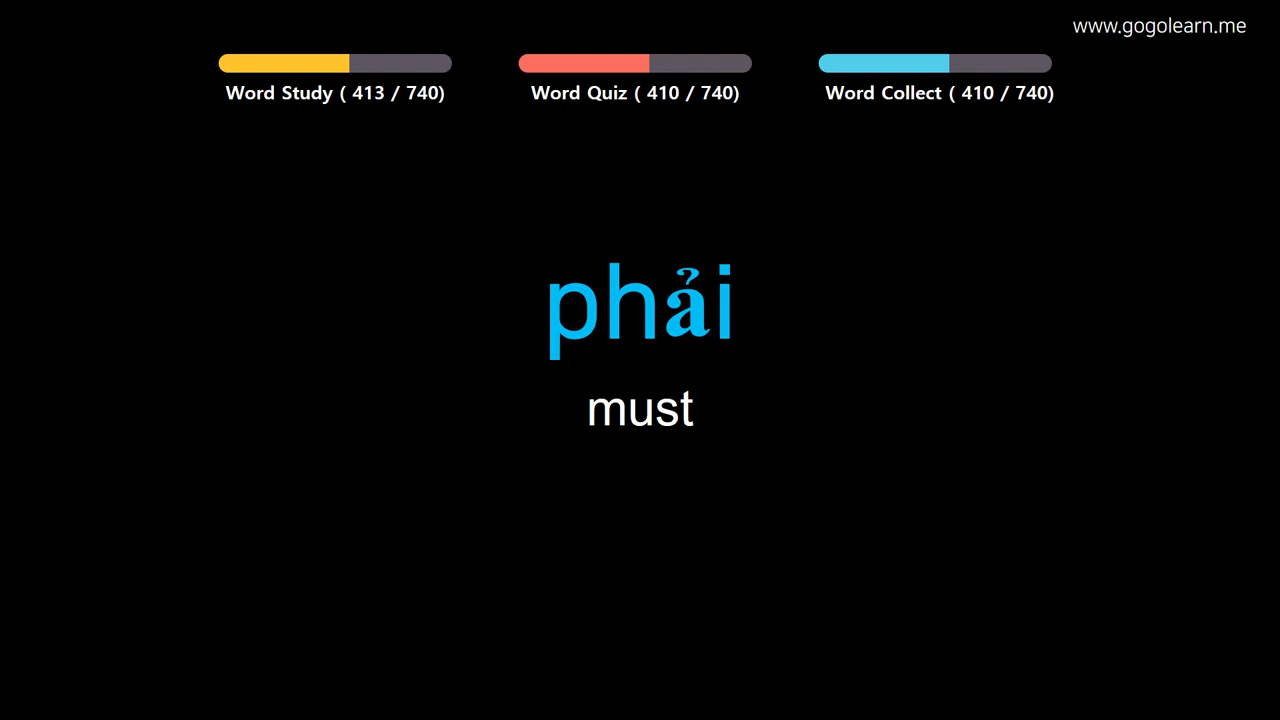 www.gogolearn.me
Word Study ( 413 / 740)
Word Quiz ( 410 / 740)
Word Collect ( 410 / 740)
phải
must